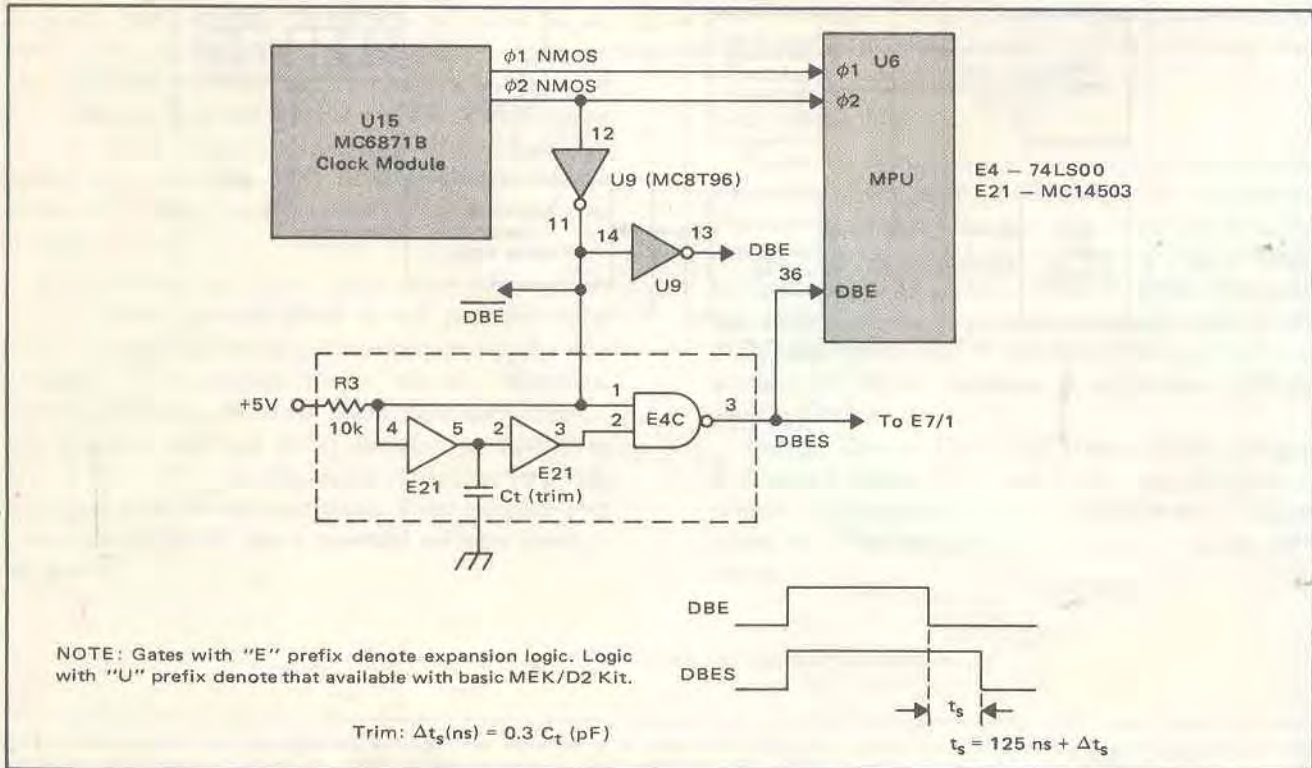 φ1 NMOS
φ2 NMOS
U15
MC6871B
Clock Module
φ1
U6
φ2
MPU
E4 – 74LS00
E21 – MC14503
12
U9 (MC8T96)
11
14
13
DBE
U9
DBE
36
DBE
R3
+5V
10k
1
2
E4C
3
To E7/1
DBES
4
5
2
3
E21
E21
Ct (trim)
DBE
DBES
ts
NOTE: Gates with "E" prefix denote expansion logic. Logic
with "U" prefix denote that available with basic MEK/D2 Kit.
Trim: Δts(ns) = 0.3 Ct (pF)
ts = 125 ns + Δts